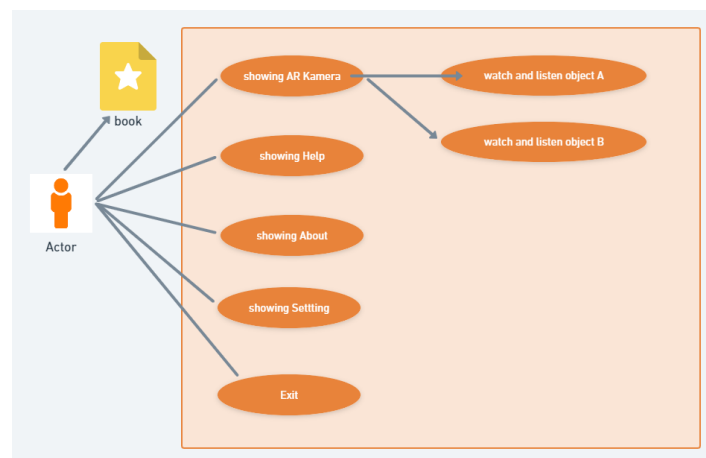 showing AR Kamera
watch and listen object A
book
watch and listen object B
showing Help
Actor
showing About
showing Settting
Exit